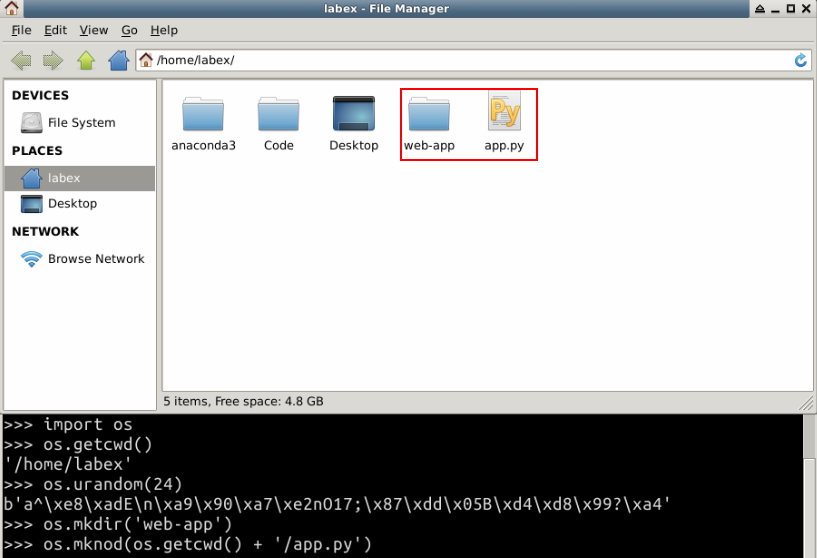 labex - File Manager
File Edit View Go Help
/home/labex/
DEVICES
File System
PLACES
labex
Desktop
NETWORK
Browse Network
anaconda3 Code Desktop web-app app.py
Py
5 items, Free space: 4.8 GB
>>> import os
>>> os.getcwd()
'/home/labex'
>>> os.urandom(24)
b'a^\xe8\xadE\n\xa9\x90\xa7\xe2nO17;\x87\xdd\x05B\xd4\xd8\x99?\xa4'
>>> os.mkdir('web-app')
>>> os.mknod(os.getcwd() + '/app.py')